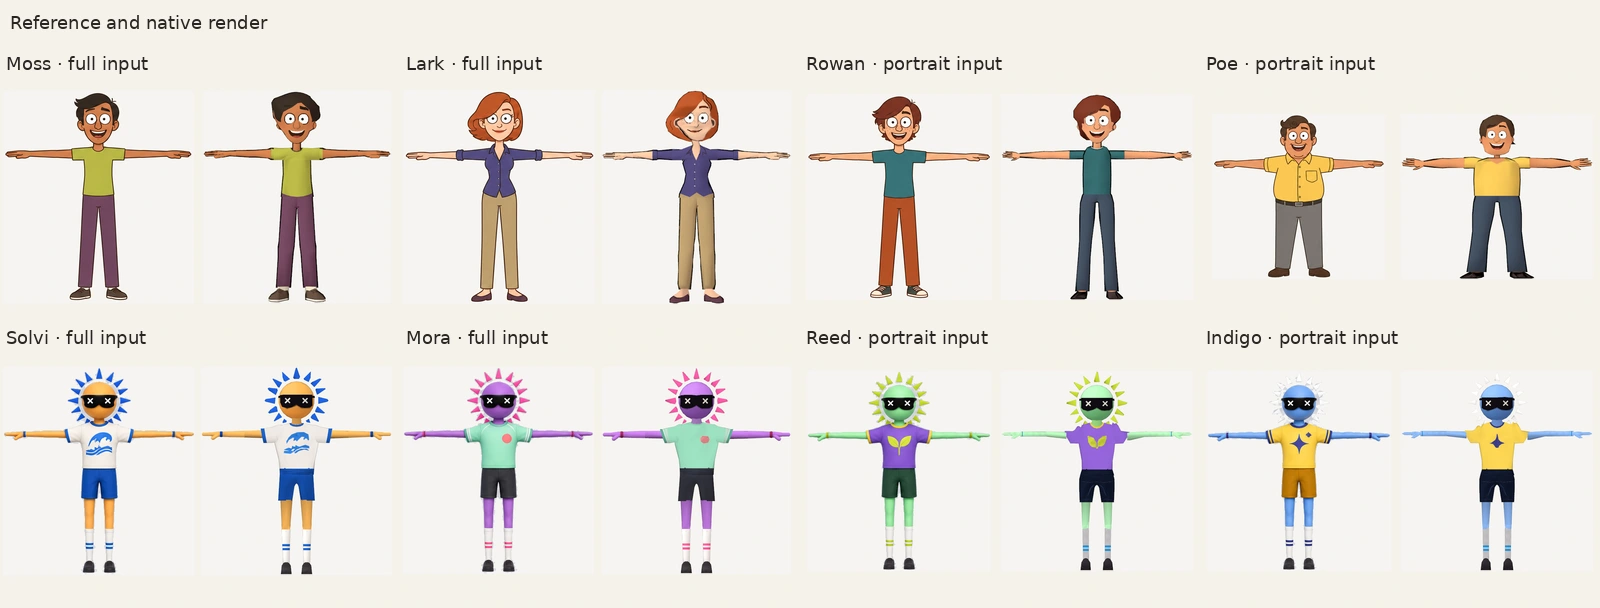 Reference and native render
Moss · full input
Lark · full input
Rowan · portrait input
Poe · portrait input
Solvi · full input
Mora · full input
Reed · portrait input
Indigo · portrait input